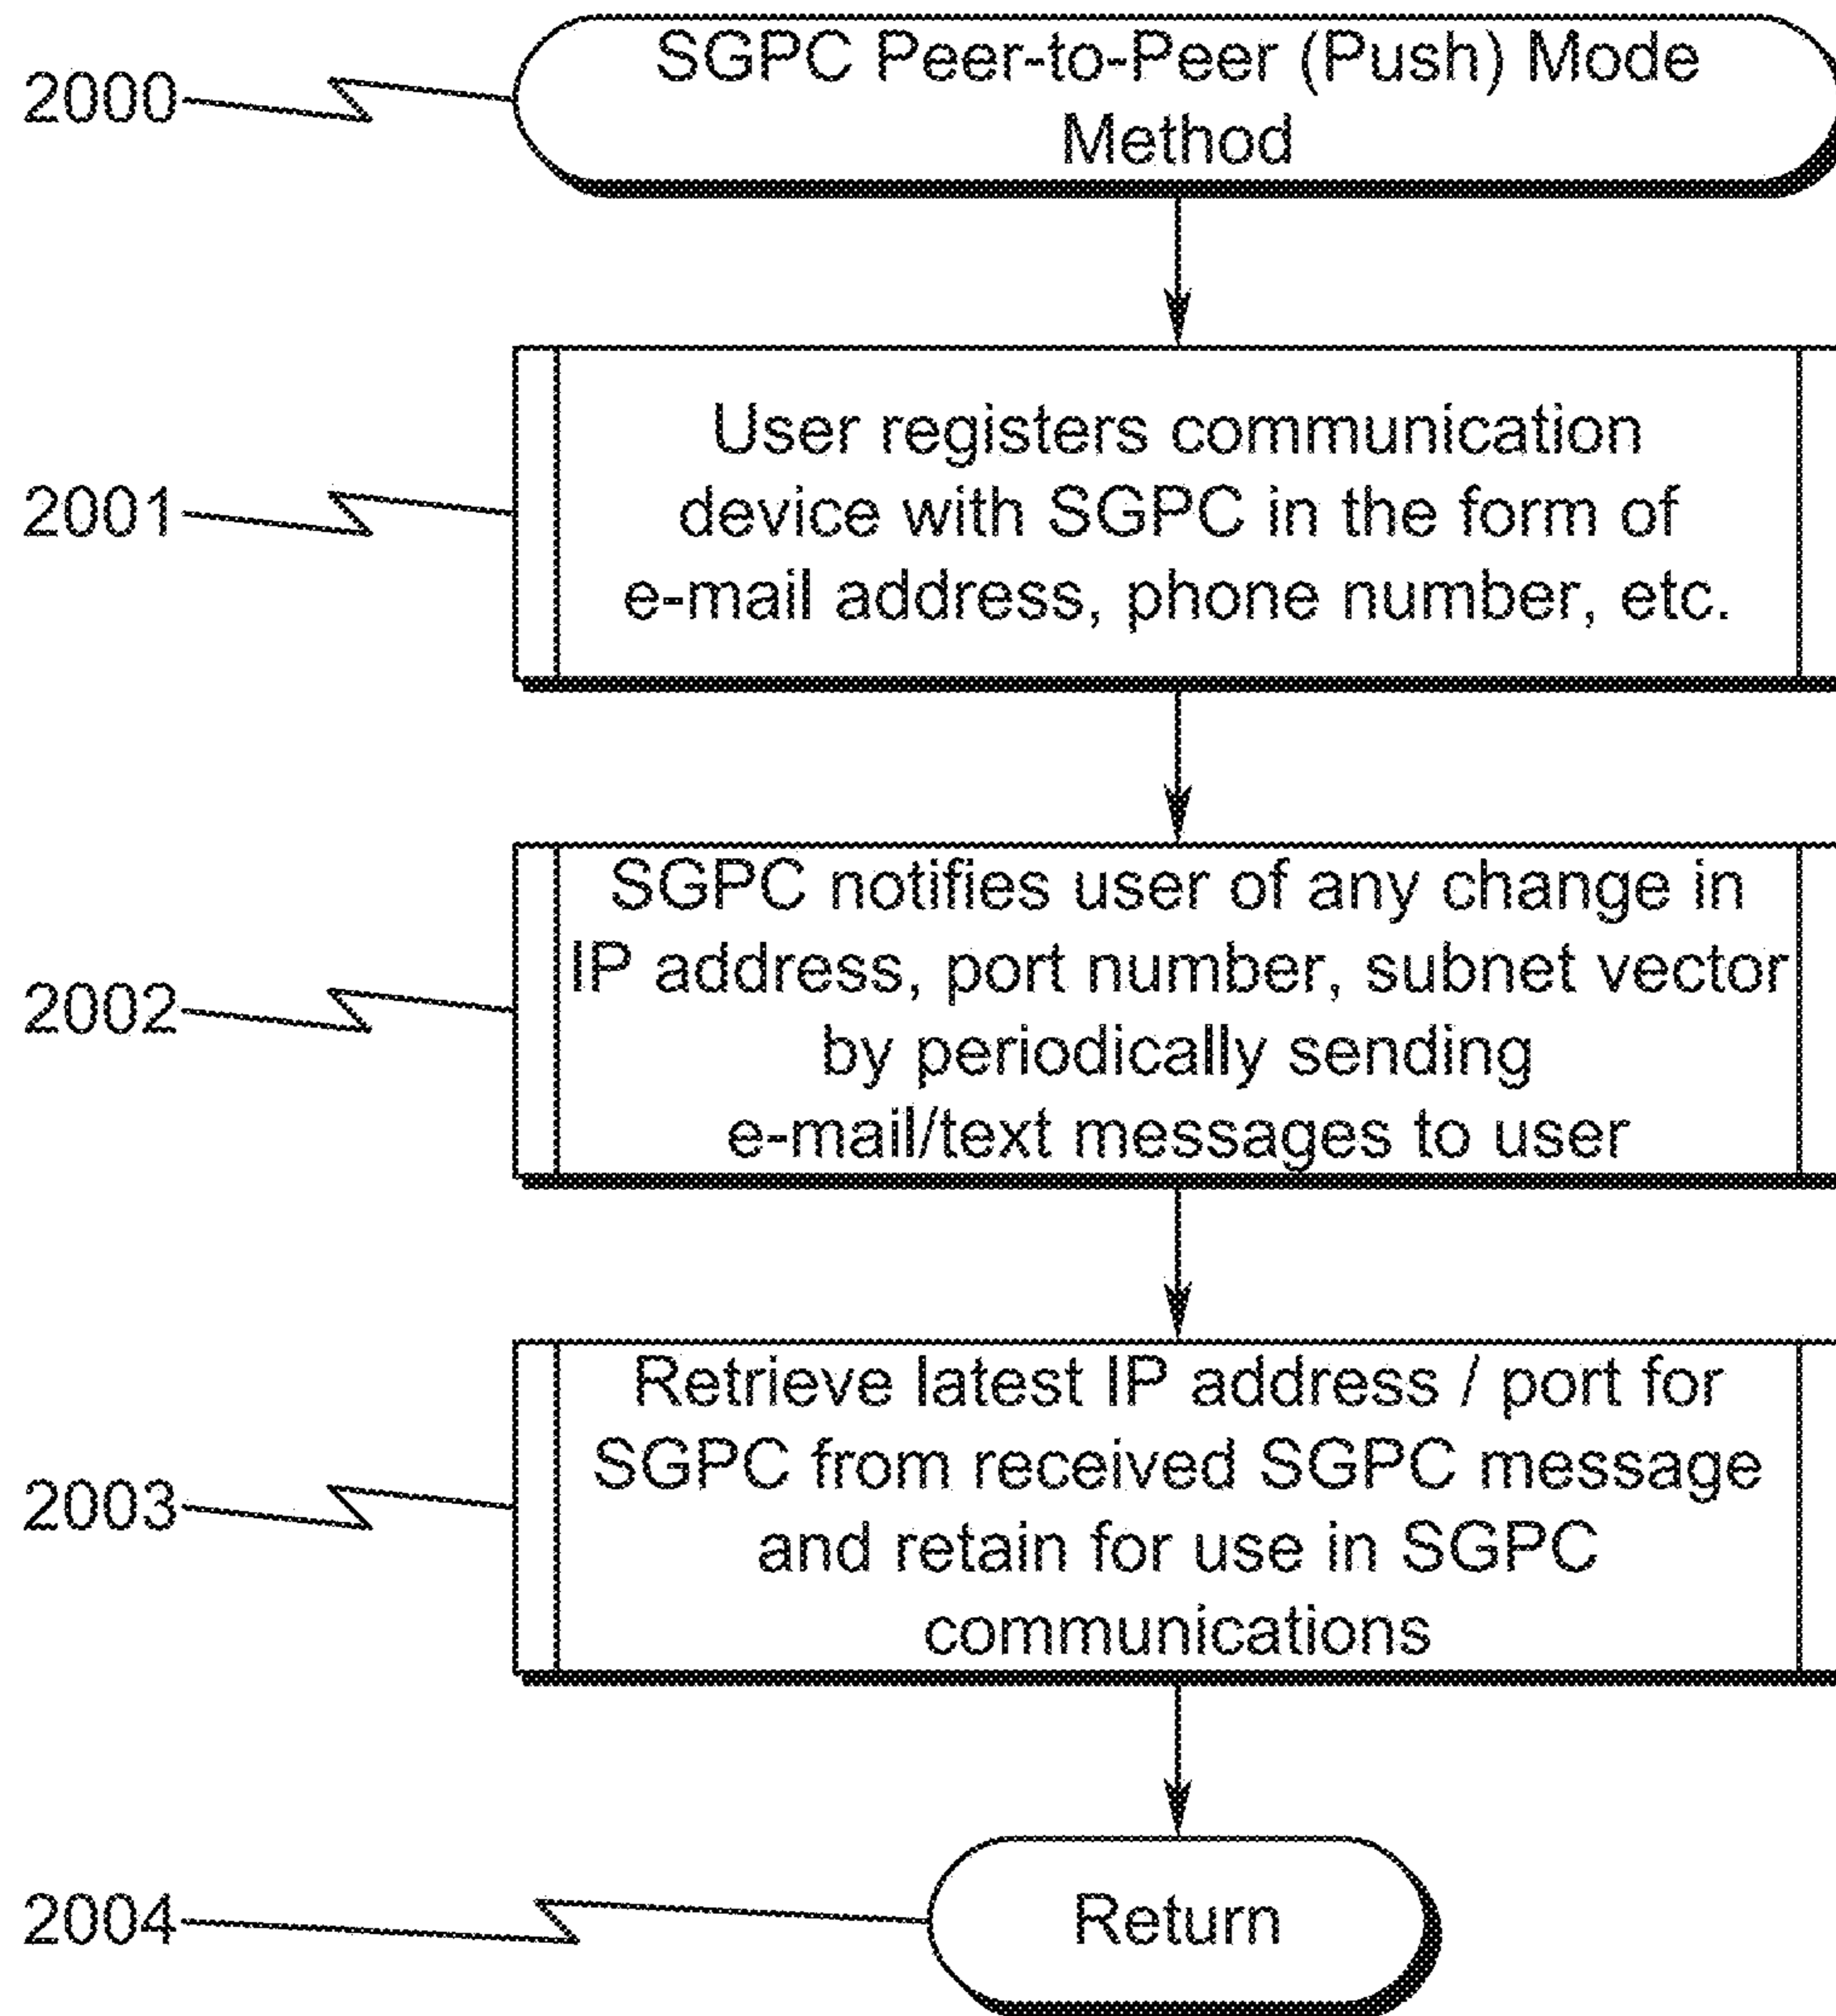 2000
SGPC Peer-to-Peer (Push) Mode
Method
2001
User registers communication
device with SGPC in the form of
e-mail address, phone number, etc.
2002
SGPC notifies user of any change in
IP address, port number, subnet vector
by periodically sending
e-mail/text messages to user
2003
Retrieve latest IP address / port for
SGPC from received SGPC message
and retain for use in SGPC
communications
2004
Return